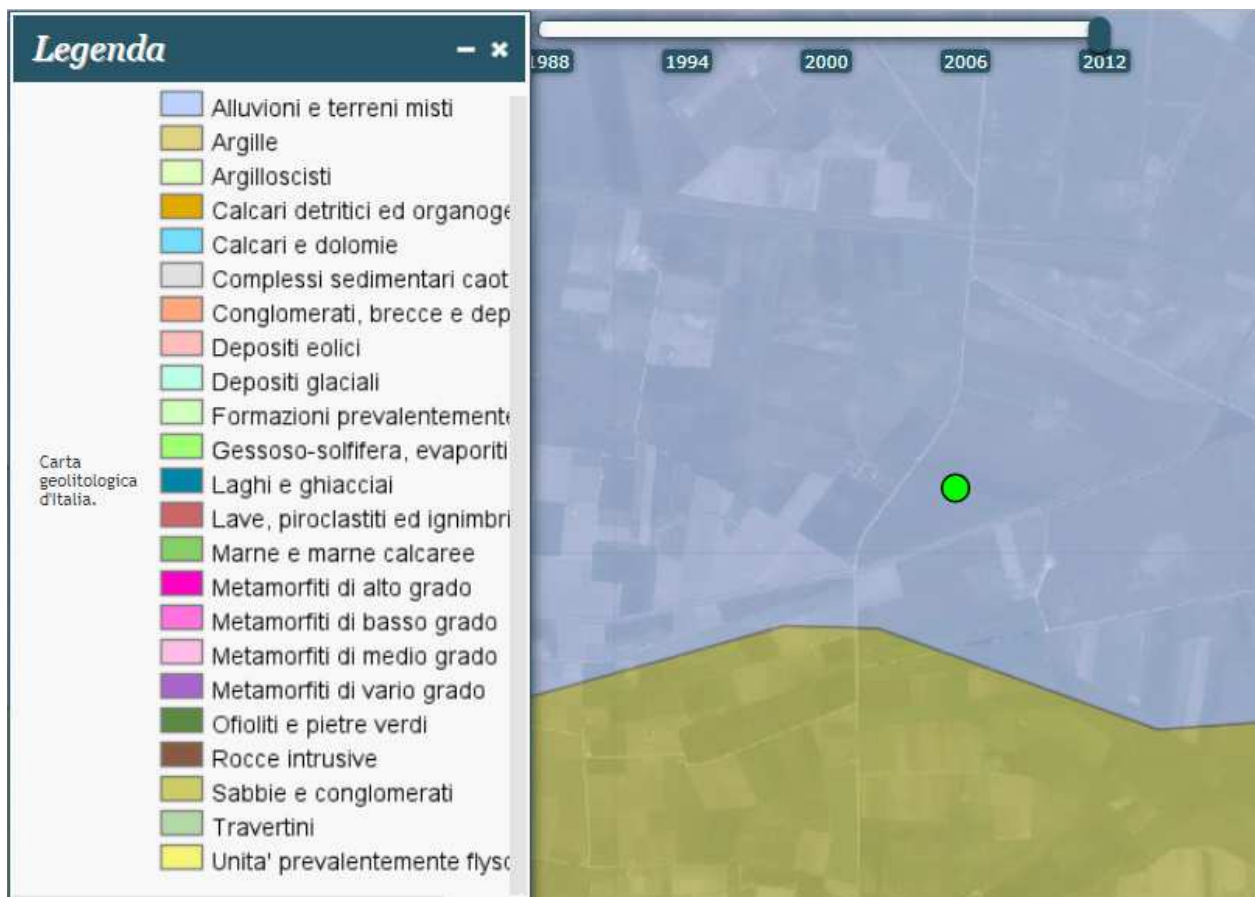 Legenda
1988
1994
2000
2006
2012
Alluvioni e terreni misti
Argille
Argilloscisti
Calcari detritici ed organoge
Calcari e dolomie
Complessi sedimentari caot
Conglomerati, brecce e dep
Depositi eolici
Depositi glaciali
Formazioni prevalentemente
Gessoso-solfifera, evaporiti
Carta
geolitologica
d'Italia.
Laghi e ghiacciai
Lave, piroclastiti ed ignimbri
Marne e marne calcaree
Metamorfiti di alto grado
Metamorfiti di basso grado
Metamorfiti di medio grado
Metamorfiti di vario grado
Ofioliti e pietre verdi
Rocce intrusive
Sabbie e conglomerati
Travertini
Unita' prevalentemente flysc